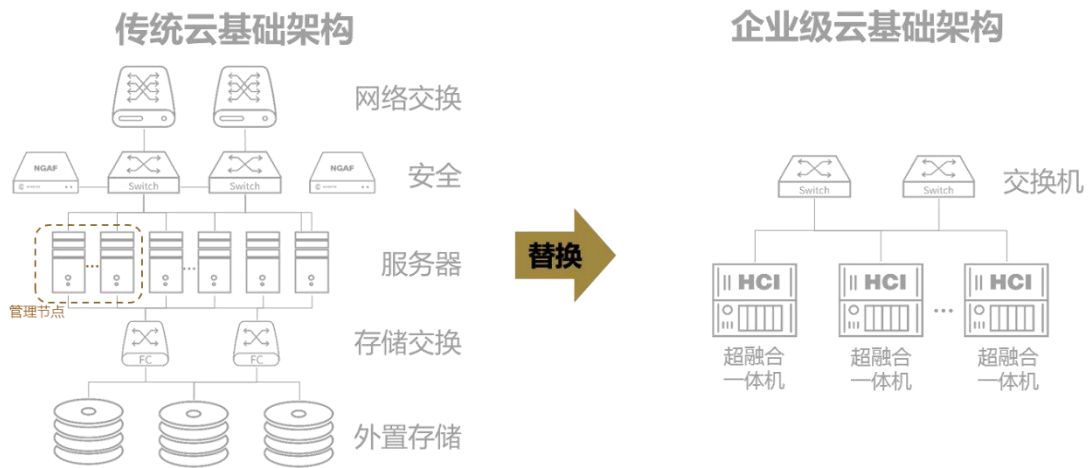 传统云基础架构
企业级云基础架构
网络交换
NGAF
Switch
Switch
NGAF
安全
服务器
管理节点
FC
FC
存储交换
外置存储
替换
Switch
Switch
交换机
HCI
HCI
HCI
超融合
一体机
超融合
一体机
超融合
一体机